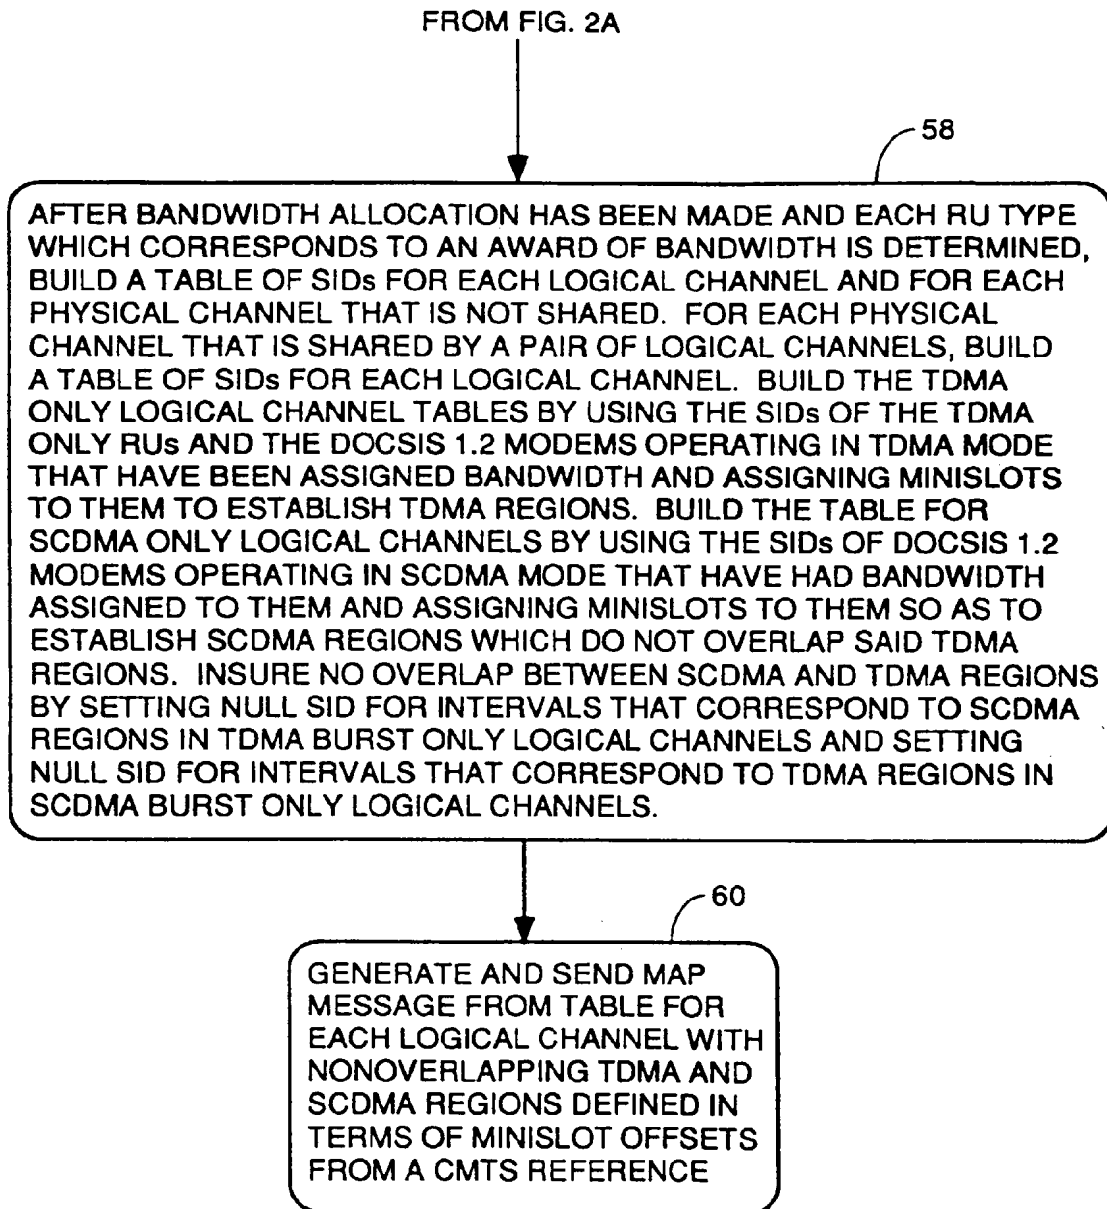 FROM FIG. 2A
58
AFTER BANDWIDTH ALLOCATION HAS BEEN MADE AND EACH RU TYPE
WHICH CORRESPONDS TO AN AWARD OF BANDWIDTH IS DETERMINED,
BUILD A TABLE OF SIDs FOR EACH LOGICAL CHANNEL AND FOR EACH
PHYSICAL CHANNEL THAT IS NOT SHARED. FOR EACH PHYSICAL
CHANNEL THAT IS SHARED BY A PAIR OF LOGICAL CHANNELS, BUILD
A TABLE OF SIDs FOR EACH LOGICAL CHANNEL. BUILD THE TDMA
ONLY LOGICAL CHANNEL TABLES BY USING THE SIDs OF THE TDMA
ONLY RUs AND THE DOCSIS 1.2 MODEMS OPERATING IN TDMA MODE
THAT HAVE BEEN ASSIGNED BANDWIDTH AND ASSIGNING MINISLOTS
TO THEM TO ESTABLISH TDMA REGIONS. BUILD THE TABLE FOR
SCDMA ONLY LOGICAL CHANNELS BY USING THE SIDs OF DOCSIS 1.2
MODEMS OPERATING IN SCDMA MODE THAT HAVE HAD BANDWIDTH
ASSIGNED TO THEM AND ASSIGNING MINISLOTS TO THEM SO AS TO
ESTABLISH SCDMA REGIONS WHICH DO NOT OVERLAP SAID TDMA
REGIONS. INSURE NO OVERLAP BETWEEN SCDMA AND TDMA REGIONS
BY SETTING NULL SID FOR INTERVALS THAT CORRESPOND TO SCDMA
REGIONS IN TDMA BURST ONLY LOGICAL CHANNELS AND SETTING
NULL SID FOR INTERVALS THAT CORRESPOND TO TDMA REGIONS IN
SCDMA BURST ONLY LOGICAL CHANNELS.
60
GENERATE AND SEND MAP
MESSAGE FROM TABLE FOR
EACH LOGICAL CHANNEL WITH
NONOVERLAPPING TDMA AND
SCDMA REGIONS DEFINED IN
TERMS OF MINISLOT OFFSETS
FROM A CMTS REFERENCE